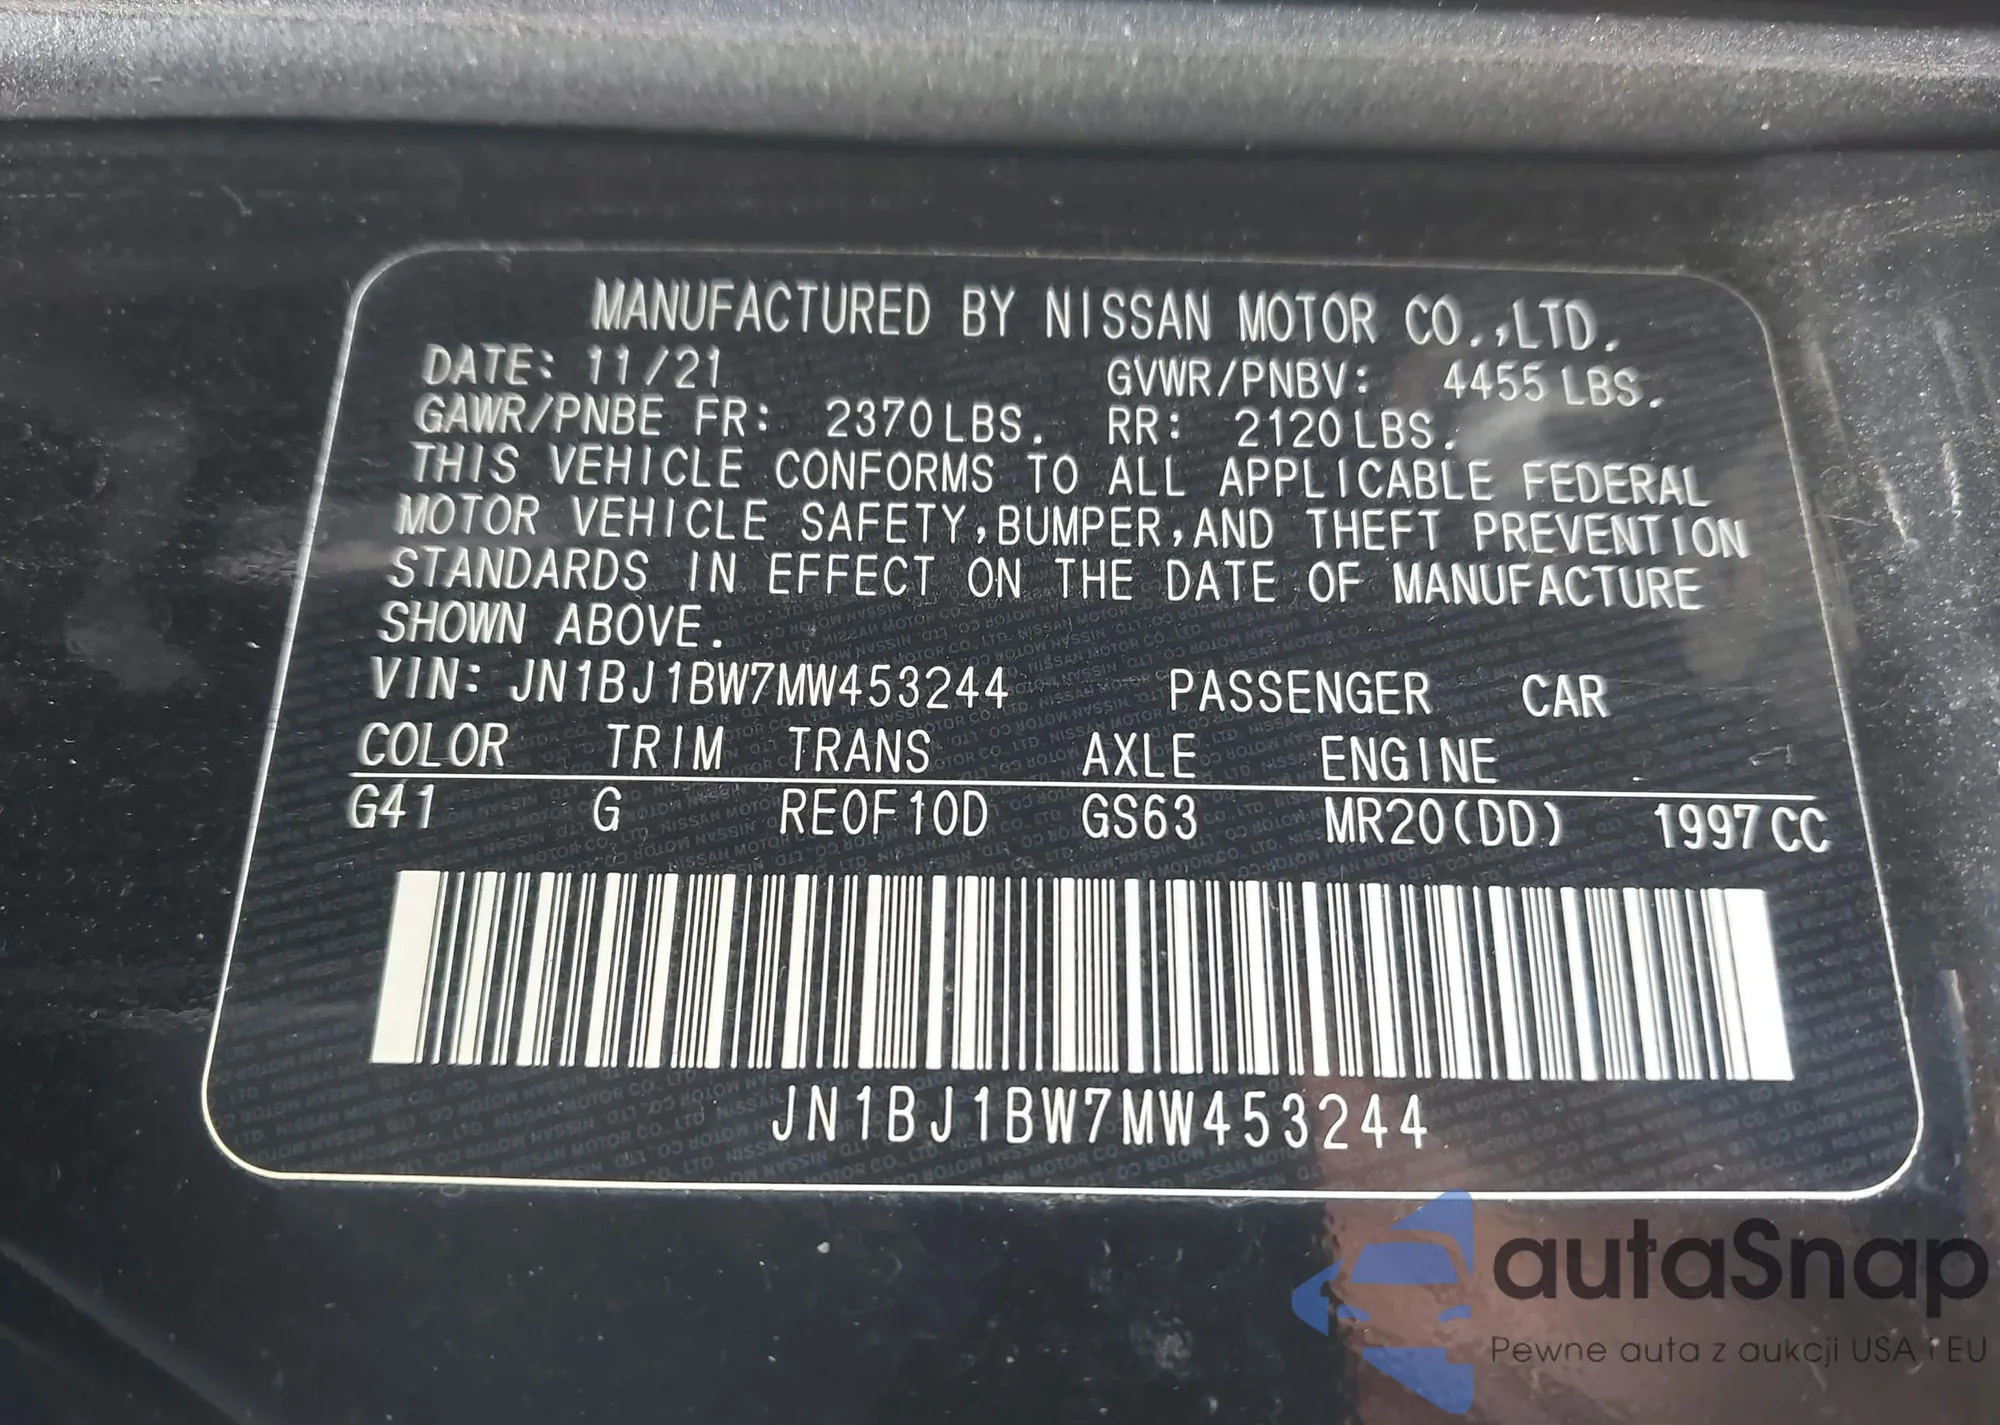 MANUFACTURED BY NISSAN MOTOR CO.,LTD.
DATE: 11/21 GVWR/PNBV: 4455 LBS.
GAWR/PNBE FR: 2370 LBS. RR: 2120 LBS.
THIS VEHICLE CONFORMS TO ALL APPLICABLE FEDERAL
MOTOR VEHICLE SAFETY,BUMPER,AND THEFT PREVENTION
STANDARDS IN EFFECT ON THE DATE OF MANUFACTURE
SHOWN ABOVE.
VIN: JN1BJ1BW7MW453244 PASSENGER CAR
COLOR TRIM TRANS AXLE ENGINE
G41 G RE0F10D GS63 MR20(DD) 1997 CC
JN1BJ1BW7MW453244
autaSnap
Pewne auta z aukcji USA i EU